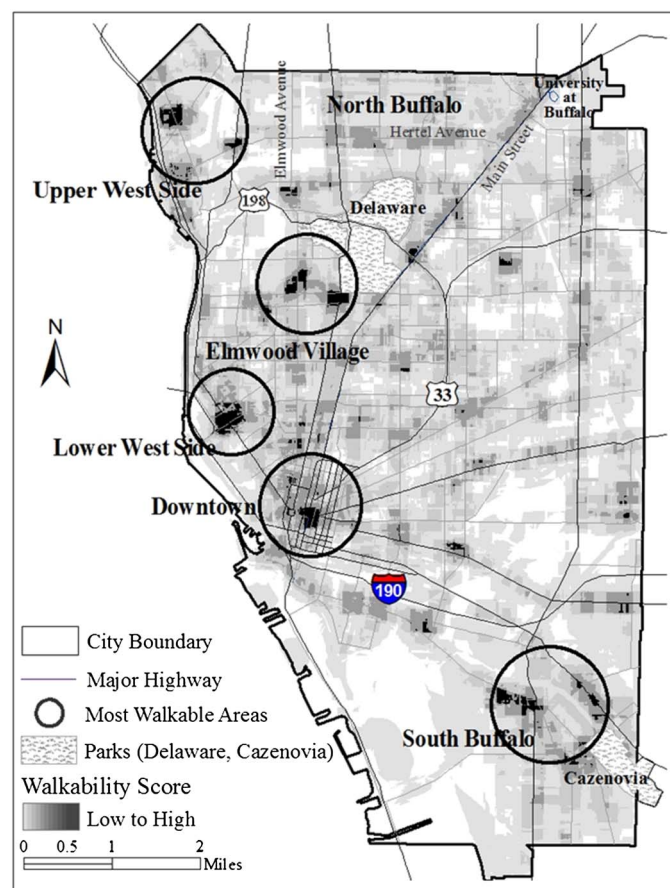 University
at
Buffalo
North Buffalo
Elmwood Avenue
Hertel Avenue
Main Street
Upper West Side
198
Delaware
N
Elmwood Village
33
Lower West Side
Downtown
190
City Boundary
Major Highway
Most Walkable Areas
Parks (Delaware, Cazenovia)
South Buffalo
Cazenovia
Walkability Score
Low to High
0 0.5 1 2
Miles